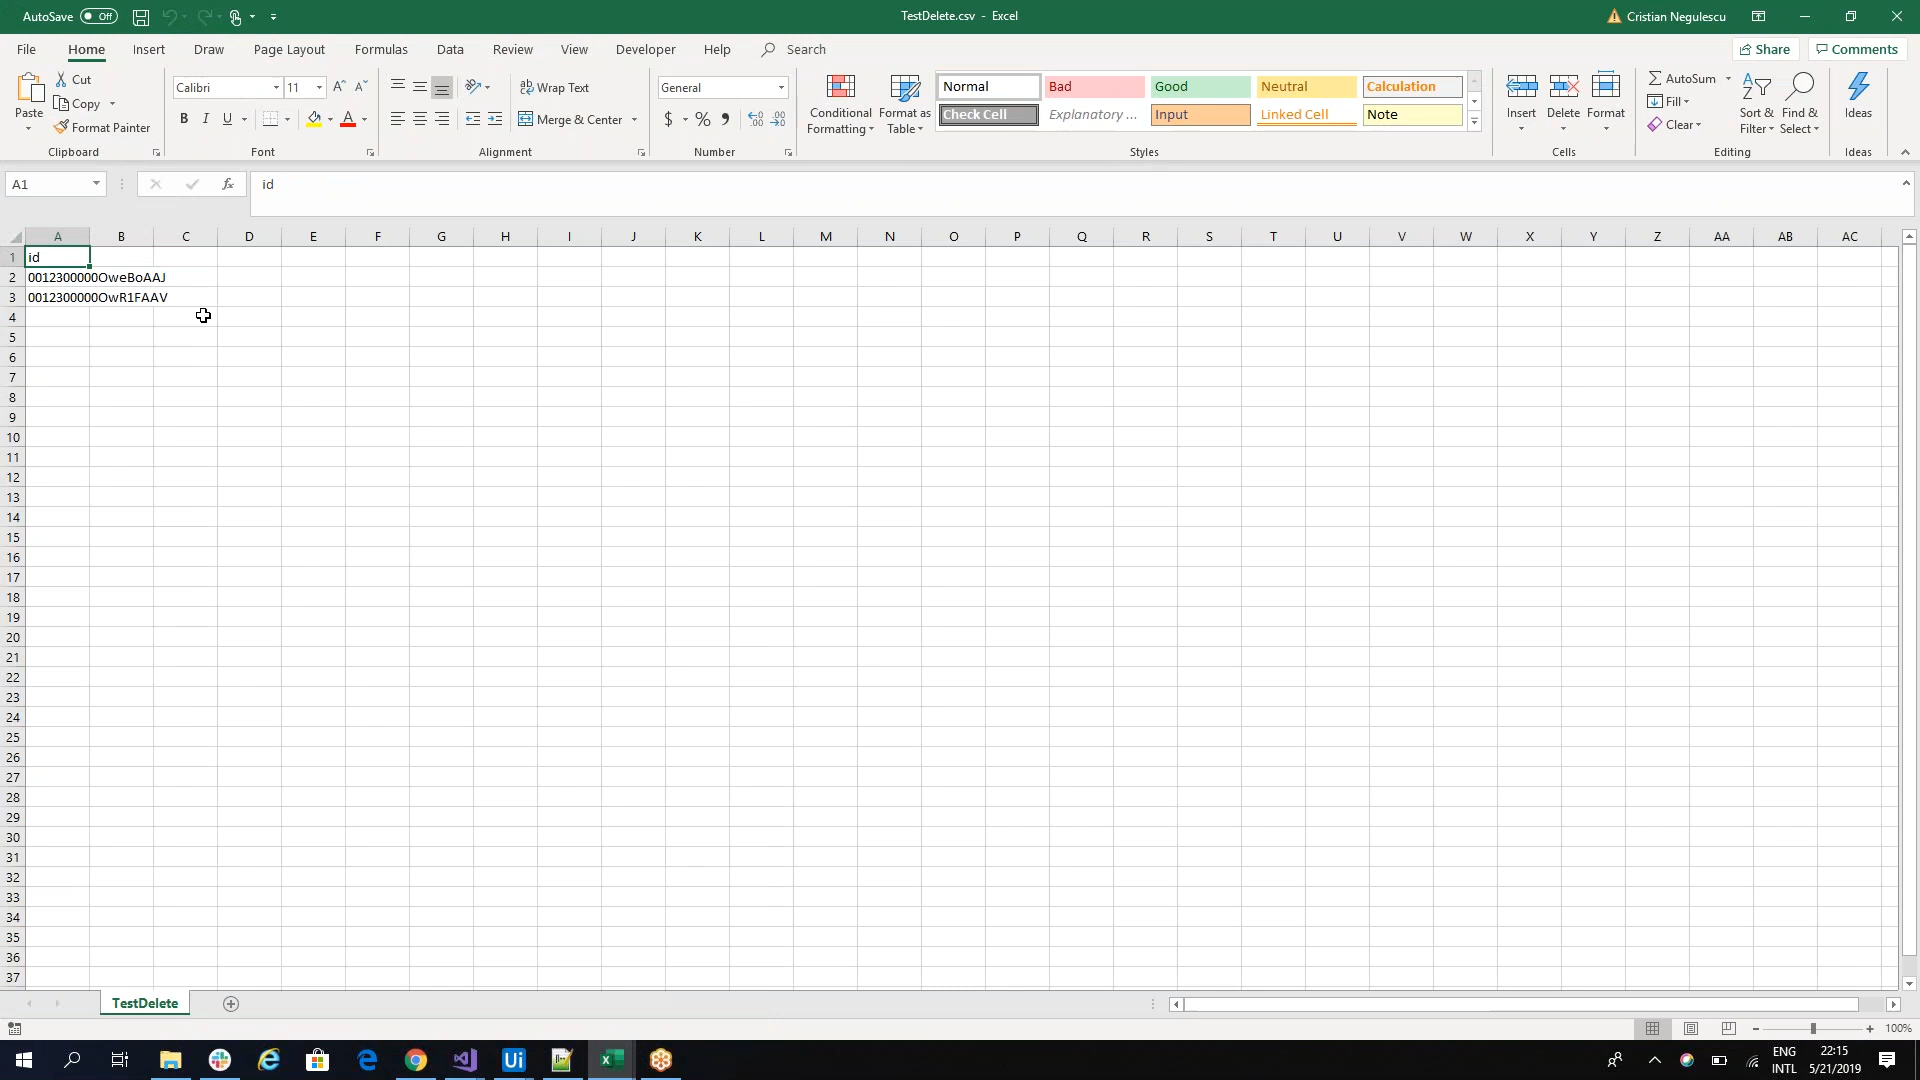 AutoSave Off TestDelete.csv - Excel Cristian Negulescu
File Home Insert Draw Page Layout Formulas Data Review View Developer Help Search Share Comments
Paste
Cut
Copy
Format Painter
Clipboard
Calibri 11
B I U
Font
Wrap Text
Merge & Center
Alignment
General
$ %
Number
Conditional
Formatting
Format as
Table
Normal Bad Good Neutral Calculation
Check Cell Explanatory ... Input Linked Cell Note
Styles
Insert Delete Format
Cells
AutoSum
Fill
Clear
Sort &
Filter
Find &
Select
Editing
Ideas
Ideas
A1 fx id
A B C D E F G H I J K L M N O P Q R S T U V W X Y Z AA AB AC
1 id
2 0012300000OweBoAAJ
3 0012300000OwR1FAAV
4
5
6
7
8
9
10
11
12
13
14
15
16
17
18
19
20
21
22
23
24
25
26
27
28
29
30
31
32
33
34
35
36
37
TestDelete
100%
Ui
ENG
INTL
22:15
5/21/2019